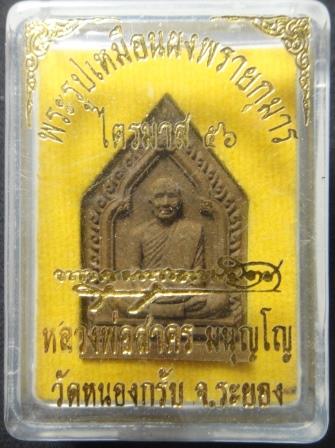 พระรูปเหมือนผงพรายกุมาร
ไตรมาส ๕๖
หลวงพ่อสาคร มนุญฺโญ
วัดหนองกรับ จ.ระยอง